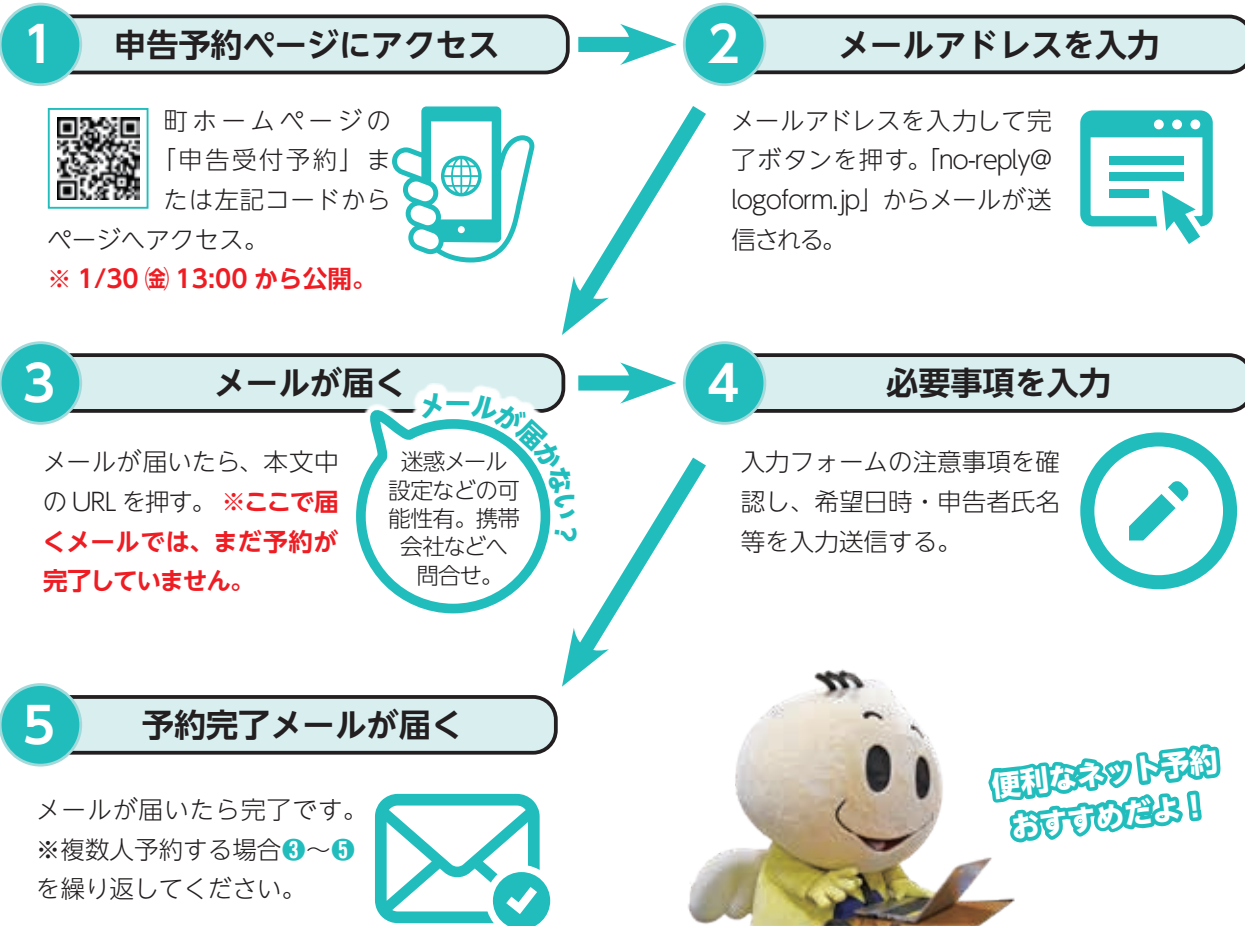 1 申告予約ページにアクセス
町ホームページの
「申告受付予約」ま
たは左記コードから
ページへアクセス。
※ 1/30 ㈮ 13:00 から公開。
2 メールアドレスを入力
メールアドレスを入力して完
了ボタンを押す。「no-reply@
logoform.jp」からメールが送
信される。
3 メールが届く
メールが届いたら、本文中
の URL を押す。 ※ここで届
くメールでは、まだ予約が
完了していません。
メールが届かない?
迷惑メール
設定などの可
能性有。携帯
会社などへ
問合せ。
4 必要事項を入力
入力フォームの注意事項を確
認し、希望日時・申告者氏名
等を入力送信する。
5 予約完了メールが届く
メールが届いたら完了です。
※複数人予約する場合❸～❺
を繰り返してください。
便利なネット予約
おすすめだよ!